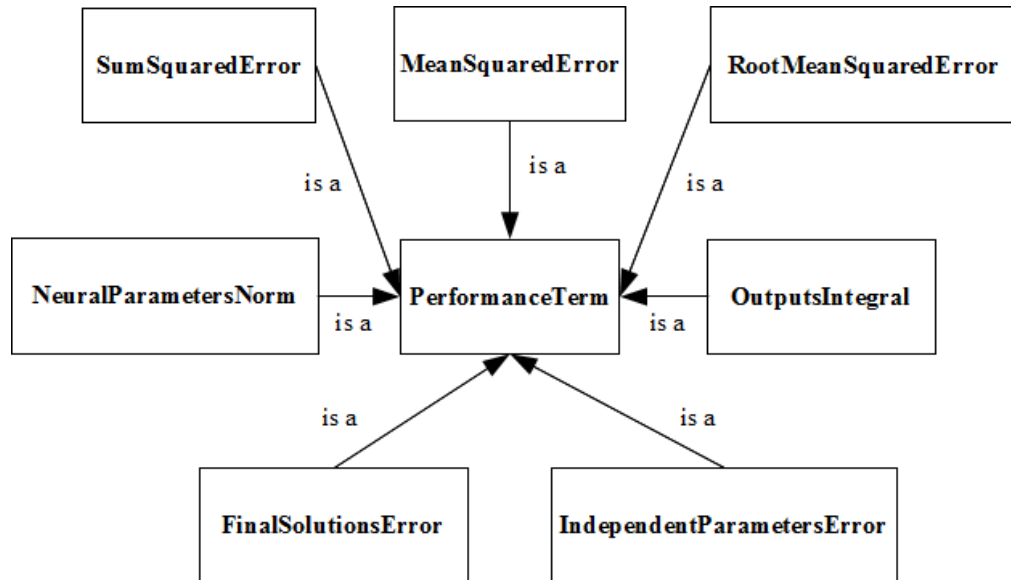 SumSquaredError
MeanSquaredError
RootMeanSquaredError
is a
is a
is a
NeuralParametersNorm
is a
PerformanceTerm
is a
OutputsIntegral
is a
is a
FinalSolutionsError
IndependentParametersError